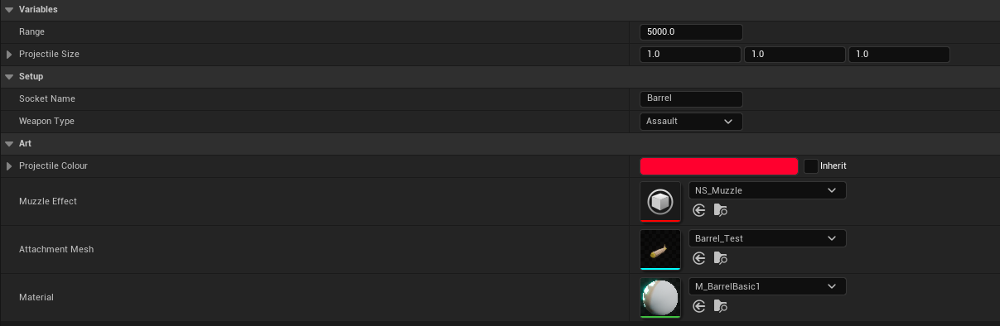 Variables
Range 5000.0
Projectile Size 1.0 1.0 1.0
Setup
Socket Name Barrel
Weapon Type Assault
Art
Projectile Colour Inherit
Muzzle Effect NS_Muzzle
Attachment Mesh Barrel_Test
Material M_BarrelBasic1